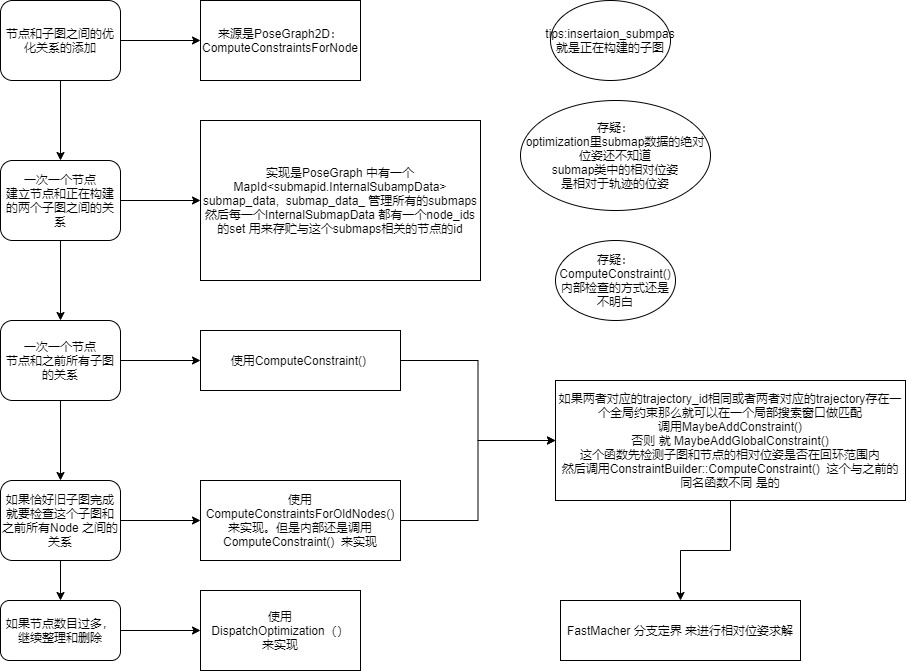 节点和子图之间的优
化关系的添加
来源是PoseGraph2D:
ComputeConstraintsForNode
tips:insertaion_submpas
就是正在构建的子图
存疑:
optimization里submap数据的绝对
位姿还不知道
submap类中的相对位姿
是相对于轨迹的位姿
一次一个节点
建立节点和正在构建
的两个子图之间的关
系
实现是PoseGraph 中有一个
MapId<submapid.InternalSubampData>
submap_data, submap_data_ 管理所有的submaps
然后每一个InternalSubmapData 都有一个node_ids
的set 用来存贮与这个submaps相关的节点的id
存疑:
ComputeConstraint()
内部检查的方式还是
不明白
一次一个节点
节点和之前所有子图
的关系
使用ComputeConstraint()
如果两者对应的trajectory_id相同或者两者对应的trajectory存在一
个全局约束那么就可以在一个局部搜索窗口做匹配
调用MaybeAddConstraint()
否则 就 MaybeAddGlobalConstraint()
这个函数先检测子图和节点的相对位姿是否在回环范围内
然后调用ConstraintBuilder::ComputeConstraint() 这个与之前的
同名函数不同 是的
如果恰好旧子图完成
就要检查这个子图和
之前所有Node 之间的
关系
使用
ComputeConstraintsForOldNodes()
来实现。但是内部还是调用
ComputeConstraint() 来实现
如果节点数目过多,
继续整理和删除
使用
DispatchOptimization（）
来实现
FastMacher 分支定界 来进行相对位姿求解